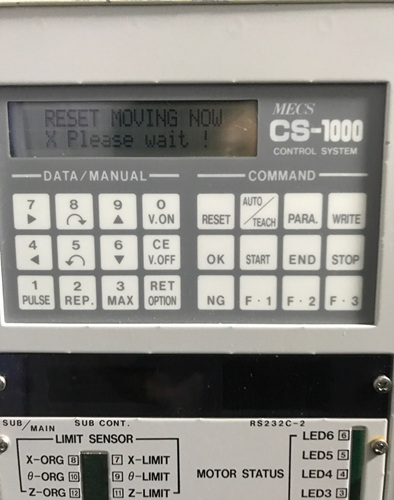 RESET MOVING NOW
X Please wait !
MECS
CS-1000
CONTROL SYSTEM
DATA/MANUAL
COMMAND
7 8 9 0
V.ON
RESET AUTO/TEACH PARA. WRITE
4 5 6 CE
V.OFF
OK START END STOP
1 2 3 RET
PULSE REP. MAX OPTION
NG F·1 F·2 F·3
SUB/MAIN SUB CONT. RS232C-2
LIMIT SENSOR
X-ORG 8 7 X-LIMIT
θ-ORG 10 9 θ-LIMIT
Z-ORG 12 11 Z-LIMIT
MOTOR STATUS
LED6 6
LED5 5
LED4 4
LED3 3